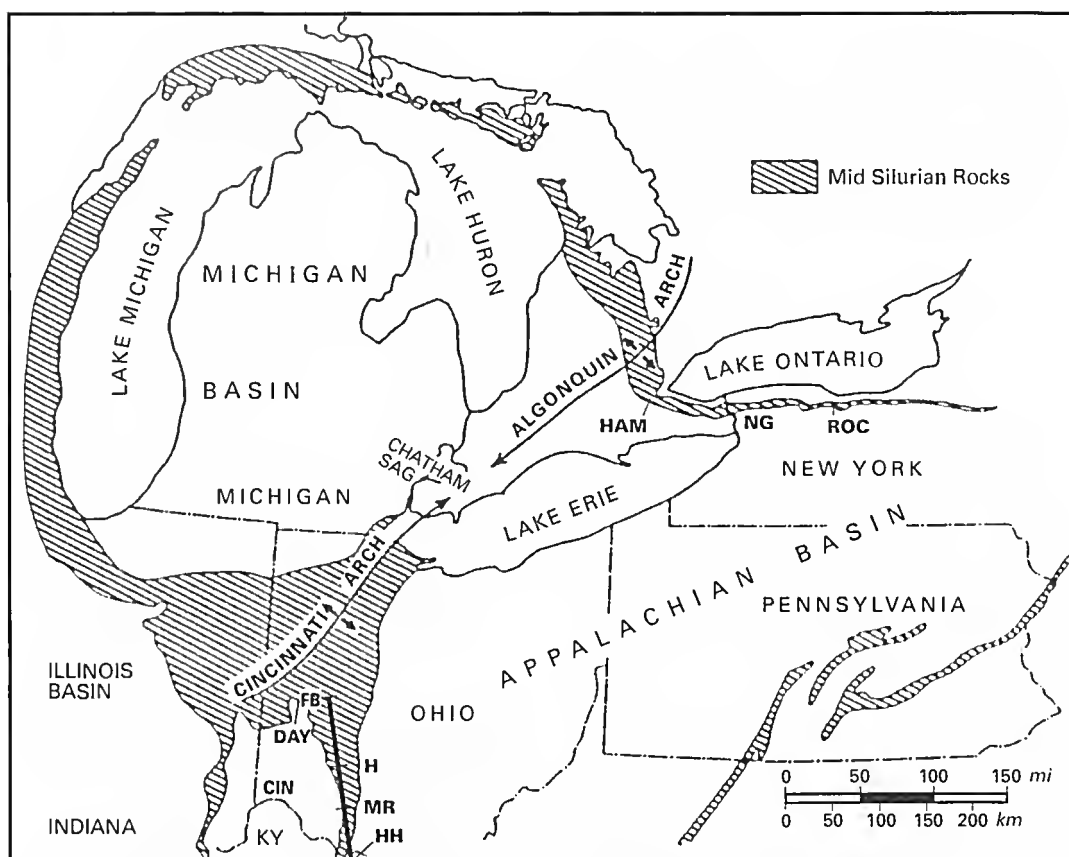 Mid Silurian Rocks
LAKE MICHIGAN
MICHIGAN
BASIN
LAKE HURON
ARCH
ALGONQUIN
LAKE ONTARIO
HAM
NG
ROC
NEW YORK
CHATHAM
SAG
MICHIGAN
LAKE ERIE
ARCH
CINCINNATI
APPALACHIAN BASIN
PENNSYLVANIA
ILLINOIS
BASIN
OHIO
FB
DAY
H
CIN
MR
INDIANA
KY
HH
0 50 100 150 mi
0 50 100 150 200 km